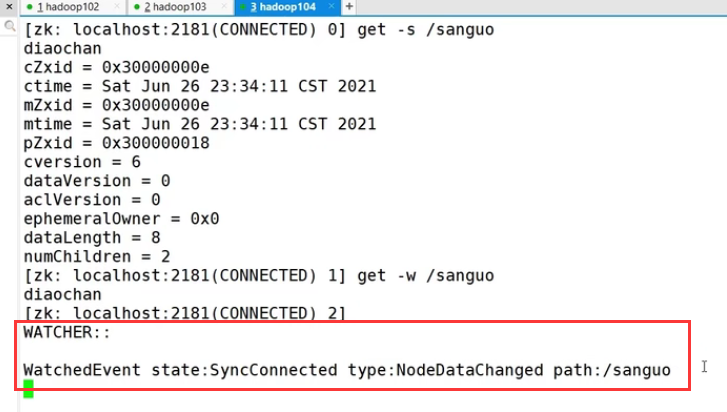 1 hadoop102
2 hadoop103
3 hadoop104
[zk: localhost:2181(CONNECTED) 0] get -s /sanguo
diaochan
cZxid = 0x30000000e
ctime = Sat Jun 26 23:34:11 CST 2021
mZxid = 0x30000000e
mtime = Sat Jun 26 23:34:11 CST 2021
pZxid = 0x300000018
cversion = 6
dataVersion = 0
aclVersion = 0
ephemeralOwner = 0x0
dataLength = 8
numChildren = 2
[zk: localhost:2181(CONNECTED) 1] get -w /sanguo
diaochan
[zk: localhost:2181(CONNECTED) 2]
WATCHER::
WatchedEvent state:SyncConnected type:NodeDataChanged path:/sanguo